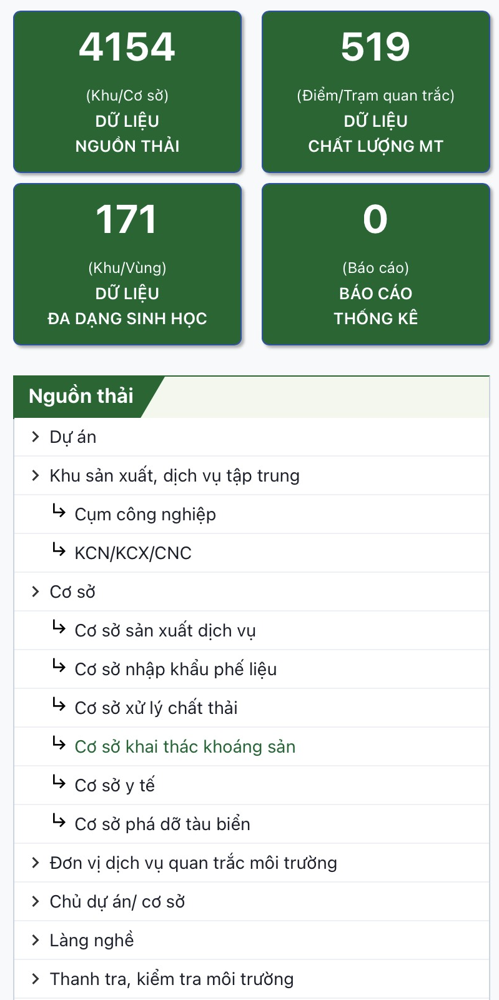 4154
(Khu/Cơ sở)
DỮ LIỆU
NGUỒN THẢI
519
(Điểm/Trạm quan trắc)
DỮ LIỆU
CHẤT LƯỢNG MT
171
(Khu/Vùng)
DỮ LIỆU
ĐA DẠNG SINH HỌC
0
(Báo cáo)
BÁO CÁO
THỐNG KÊ
Nguồn thải
Dự án
Khu sản xuất, dịch vụ tập trung
Cụm công nghiệp
KCN/KCX/CNC
Cơ sở
Cơ sở sản xuất dịch vụ
Cơ sở nhập khẩu phế liệu
Cơ sở xử lý chất thải
Cơ sở khai thác khoáng sản
Cơ sở y tế
Cơ sở phá dỡ tàu biển
Đơn vị dịch vụ quan trắc môi trường
Chủ dự án/ cơ sở
Làng nghề
Thanh tra, kiểm tra môi trường